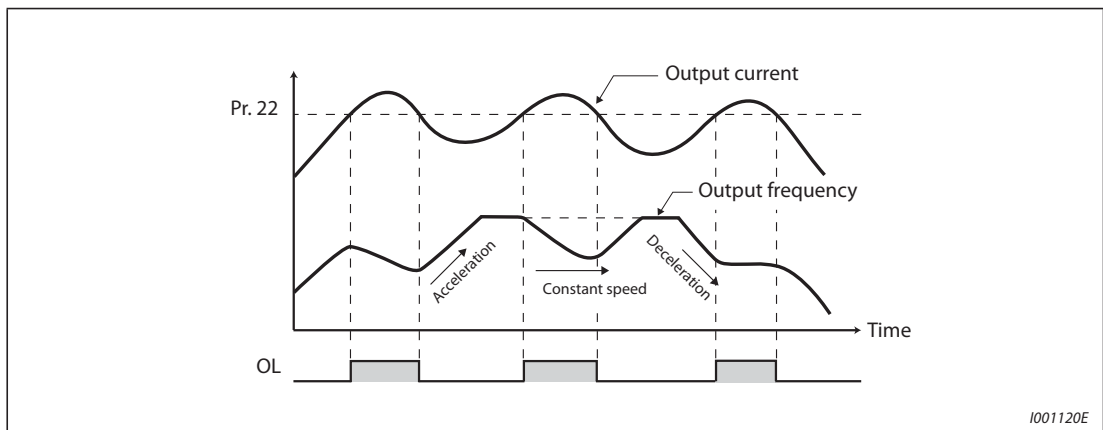 Output current
Pr. 22
Output frequency
Acceleration
Constant speed
Deceleration
Time
OL
I001120E